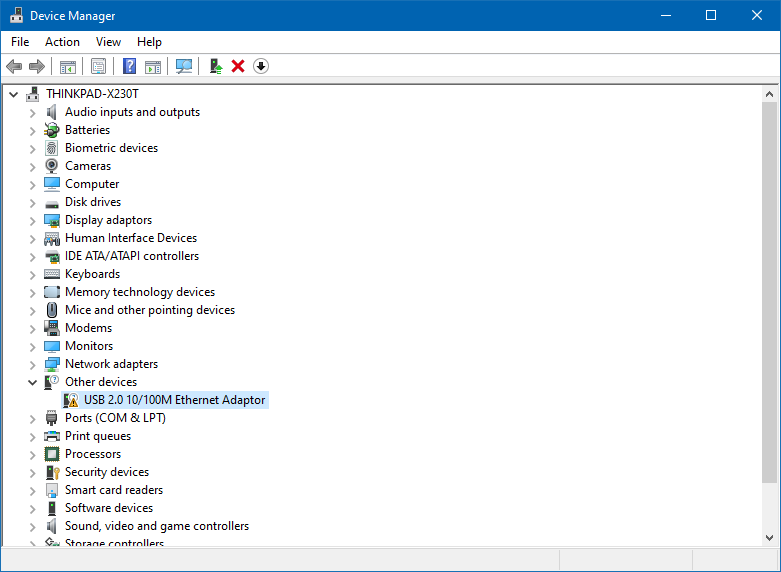 Device Manager
File Action View Help
THINKPAD-X230T
Audio inputs and outputs
Batteries
Biometric devices
Cameras
Computer
Disk drives
Display adaptors
Human Interface Devices
IDE ATA/ATAPI controllers
Keyboards
Memory technology devices
Mice and other pointing devices
Modems
Monitors
Network adapters
Other devices
USB 2.0 10/100M Ethernet Adaptor
Ports (COM & LPT)
Print queues
Processors
Security devices
Smart card readers
Software devices
Sound, video and game controllers
Storage controllers